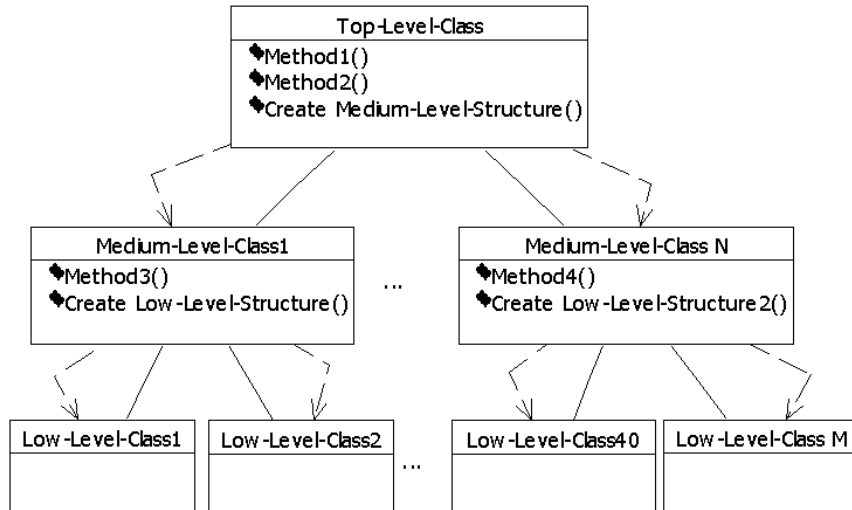 Top-Level-Class
Method1()
Method2()
Create Medium-Level-Structure()
Medium-Level-Class1
Method3()
Create Low-Level-Structure()
...
Medium-Level-Class N
Method4()
Create Low-Level-Structure2()
Low-Level-Class1
Low-Level-Class2
...
Low-Level-Class40
Low-Level-Class M